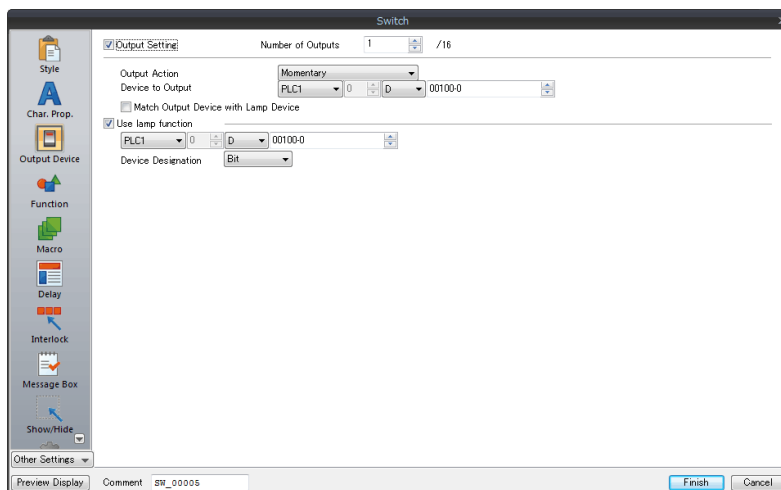 Switch
Style
Char. Prop.
Output Device
Function
Macro
Delay
Interlock
Message Box
Show/Hide
Other Settings
Output Setting Number of Outputs 1 /16
Output Action Momentary
Device to Output PLC1 0 D 00100-0
Match Output Device with Lamp Device
Use lamp function
PLC1 0 D 00100-0
Device Designation Bit
Preview Display Comment SW_00005 Finish Cancel